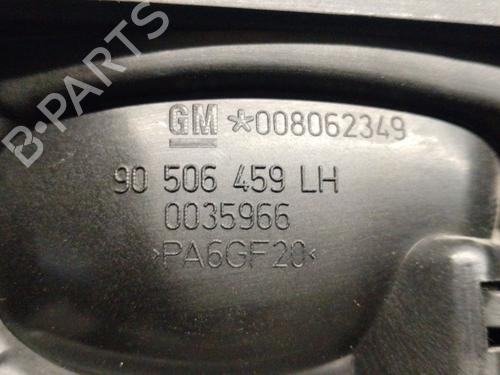 GM *008062349
90 506 459 LH
0035966
>PA6GF20<
B-PARTS